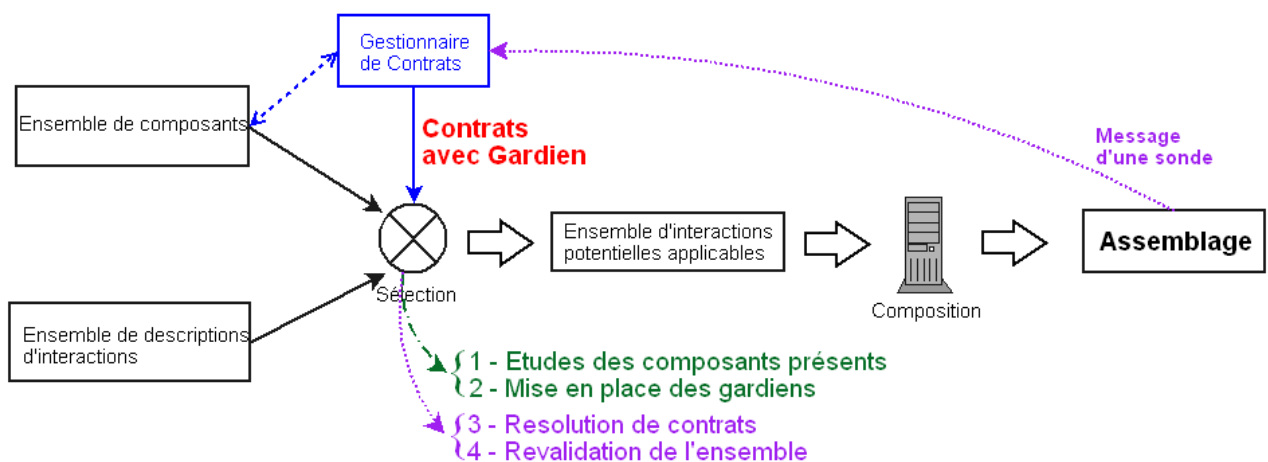 Gestionnaire
de Contrats
Ensemble de composants
Contrats
avec Gardien
Message
d'une sonde
Ensemble d'interactions
potentielles applicables
Assemblage
Sélection
Composition
Ensemble de descriptions
d'interactions
1 - Etudes des composants présents
2 - Mise en place des gardiens
3 - Resolution de contrats
4 - Revalidation de l'ensemble